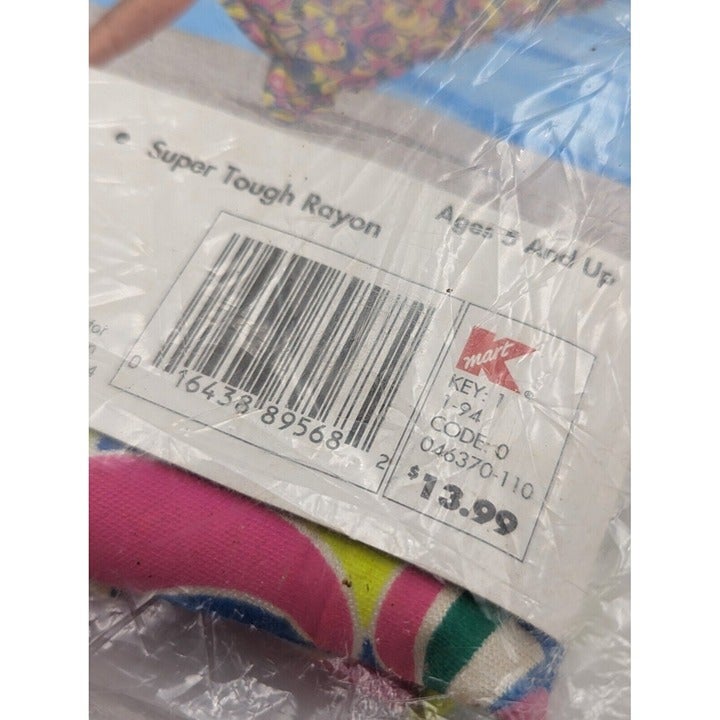 • Super Tough Rayon
Ages 5 And Up
for
0 16438 89568 2
K
mart
KEY: 1
1-94
CODE: 0
046370-110
$13.99